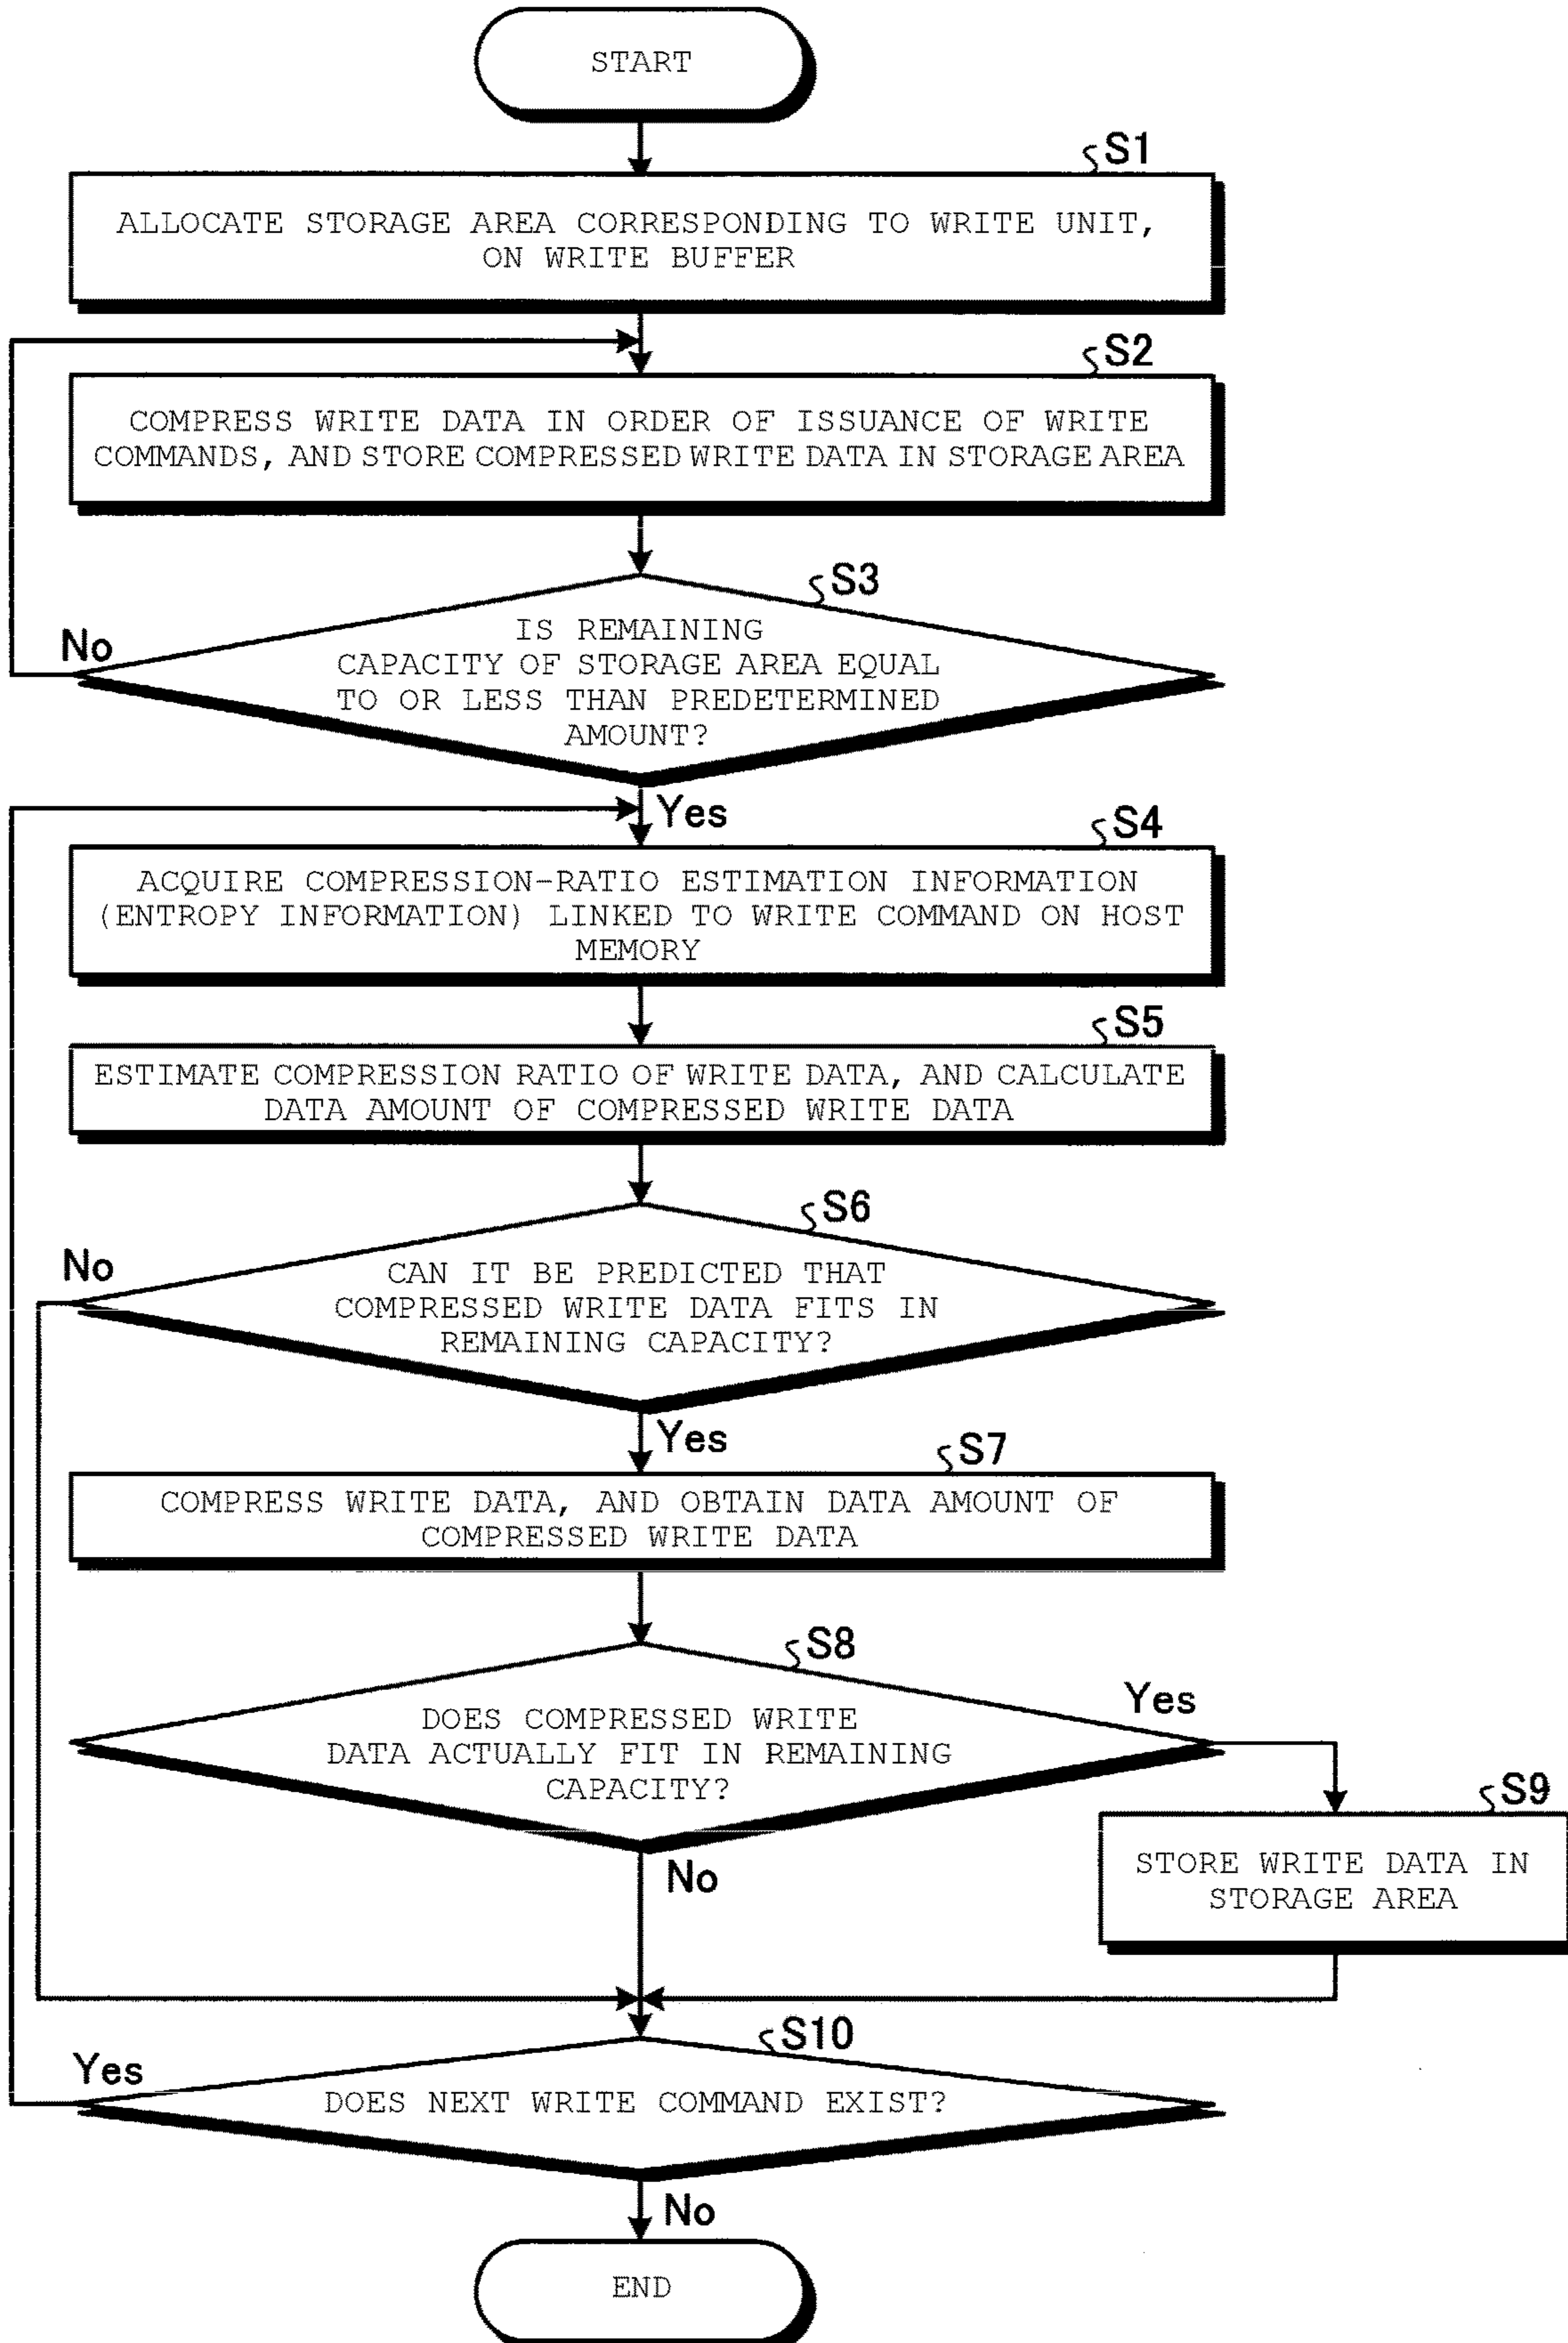 START
S1
ALLOCATE STORAGE AREA CORRESPONDING TO WRITE UNIT,
ON WRITE BUFFER
S2
COMPRESS WRITE DATA IN ORDER OF ISSUANCE OF WRITE
COMMANDS, AND STORE COMPRESSED WRITE DATA IN STORAGE AREA
S3
No
IS REMAINING
CAPACITY OF STORAGE AREA EQUAL
TO OR LESS THAN PREDETERMINED
AMOUNT?
Yes
S4
ACQUIRE COMPRESSION-RATIO ESTIMATION INFORMATION
(ENTROPY INFORMATION) LINKED TO WRITE COMMAND ON HOST
MEMORY
S5
ESTIMATE COMPRESSION RATIO OF WRITE DATA, AND CALCULATE
DATA AMOUNT OF COMPRESSED WRITE DATA
S6
No
CAN IT BE PREDICTED THAT
COMPRESSED WRITE DATA FITS IN
REMAINING CAPACITY?
Yes
S7
COMPRESS WRITE DATA, AND OBTAIN DATA AMOUNT OF
COMPRESSED WRITE DATA
S8
Yes
DOES COMPRESSED WRITE
DATA ACTUALLY FIT IN REMAINING
CAPACITY?
No
S9
STORE WRITE DATA IN
STORAGE AREA
S10
Yes
DOES NEXT WRITE COMMAND EXIST?
No
END